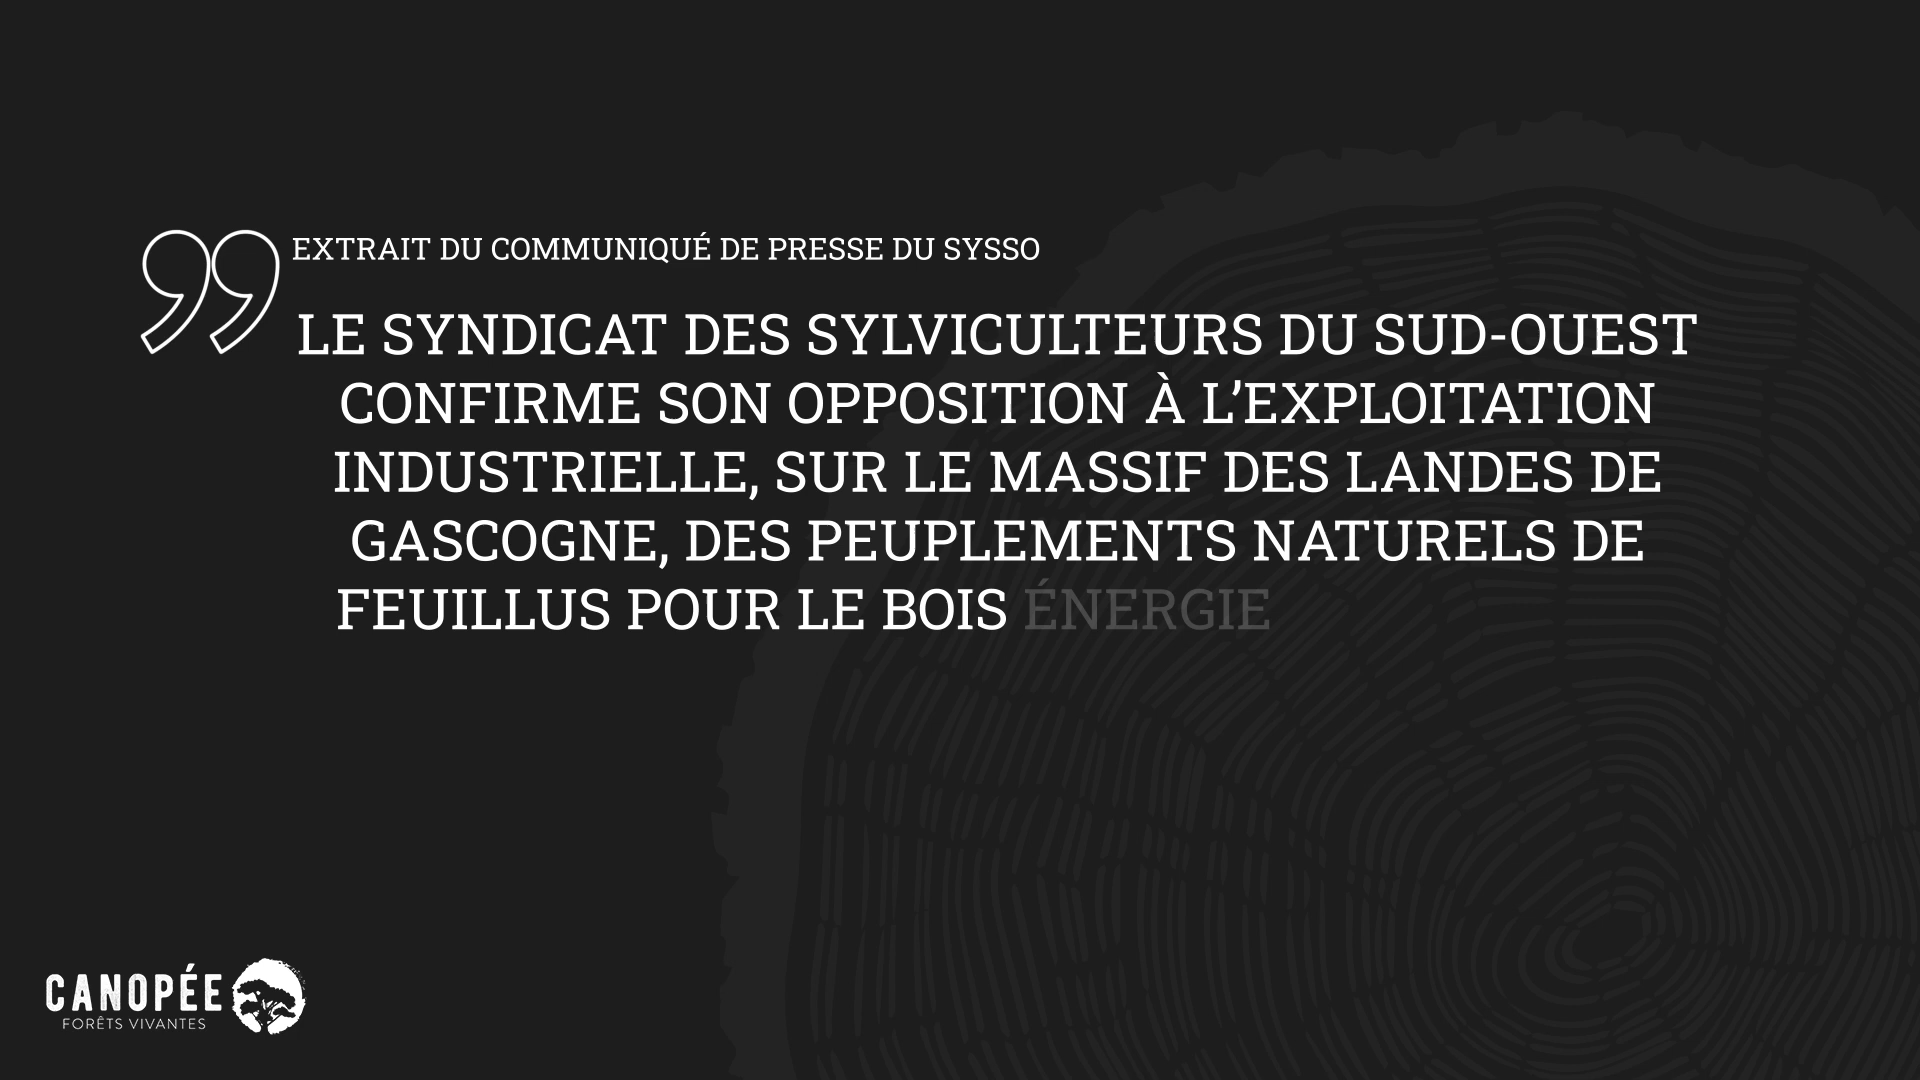 EXTRAIT DU COMMUNIQUÉ DE PRESSE DU SYSSO
LE SYNDICAT DES SYLVICULTEURS DU SUD-OUEST
CONFIRME SON OPPOSITION À L’EXPLOITATION
INDUSTRIELLE, SUR LE MASSIF DES LANDES DE
GASCOGNE, DES PEUPLEMENTS NATURELS DE
FEUILLUS POUR LE BOIS ÉNERGIE
CANOPÉE
FORÊTS VIVANTES